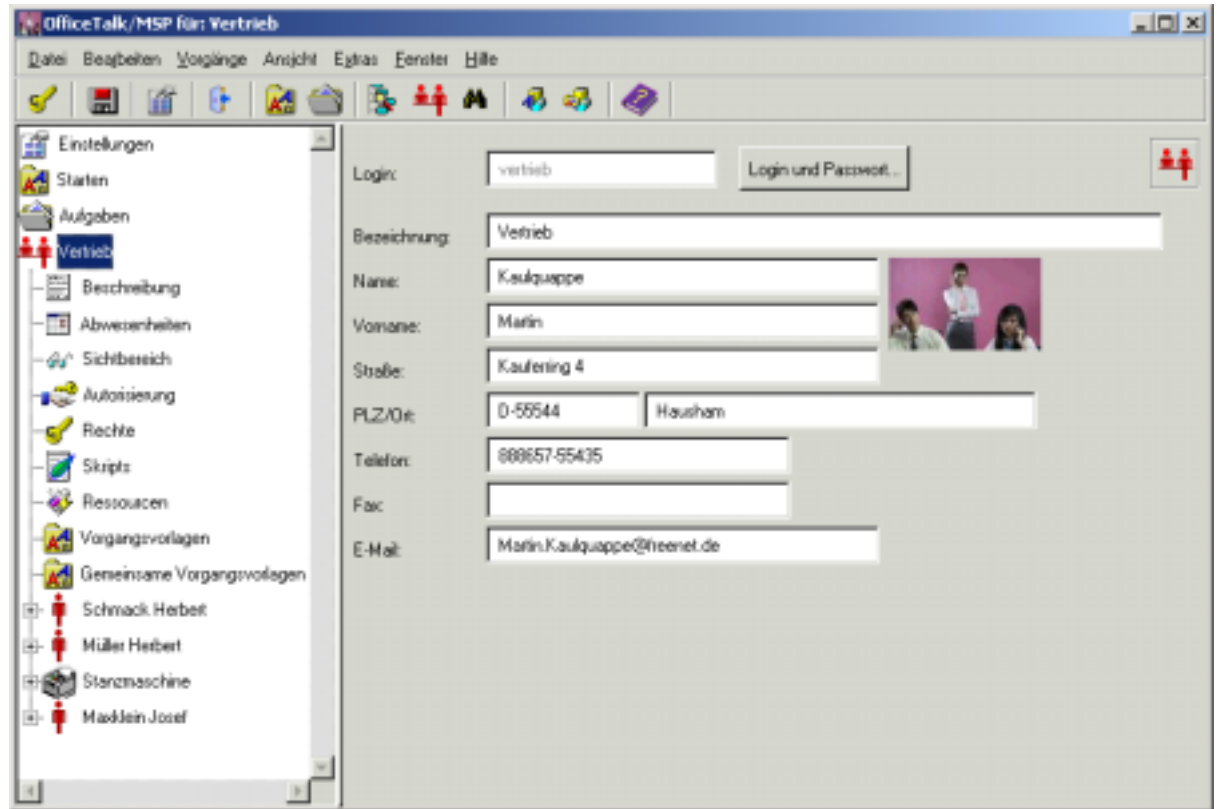 OfficeTalk/MSP für: Vertrieb
Datei Bearbeiten Vorgänge Ansicht Extras Fenster Hilfe
Einstellungen
Starten
Aufgaben
Vertrieb
Beschreibung
Abwesenheiten
Sichtbereich
Autorisierung
Rechte
Skripts
Ressourcen
Vorgangsvorlagen
Gemeinsame Vorgangsvorlagen
Schmack Herbert
Müller Herbert
Stanzmaschine
Maxklein Josef
Login: vertrieb Login und Passwort...
Bezeichnung: Vertrieb
Name: Kaulquappe
Vorname: Martin
Straße: Kauferring 4
PLZ/Ort: D-55544 Hausham
Telefon: 888657-55435
Fax:
E-Mail: Martin.Kaulquappe@freenet.de